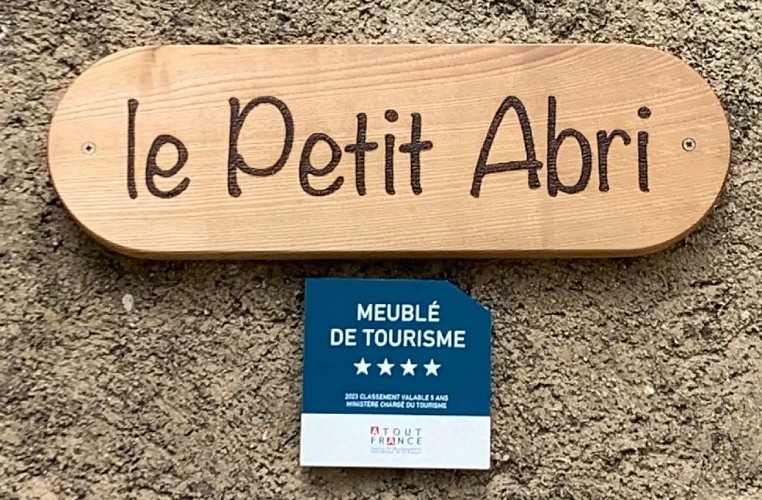 le Petit Abri
MEUBLÉ
DE TOURISME
2023 CLASSEMENT VALABLE 5 ANS
MINISTÈRE CHARGÉ DU TOURISME
ATOUT
FRANCE